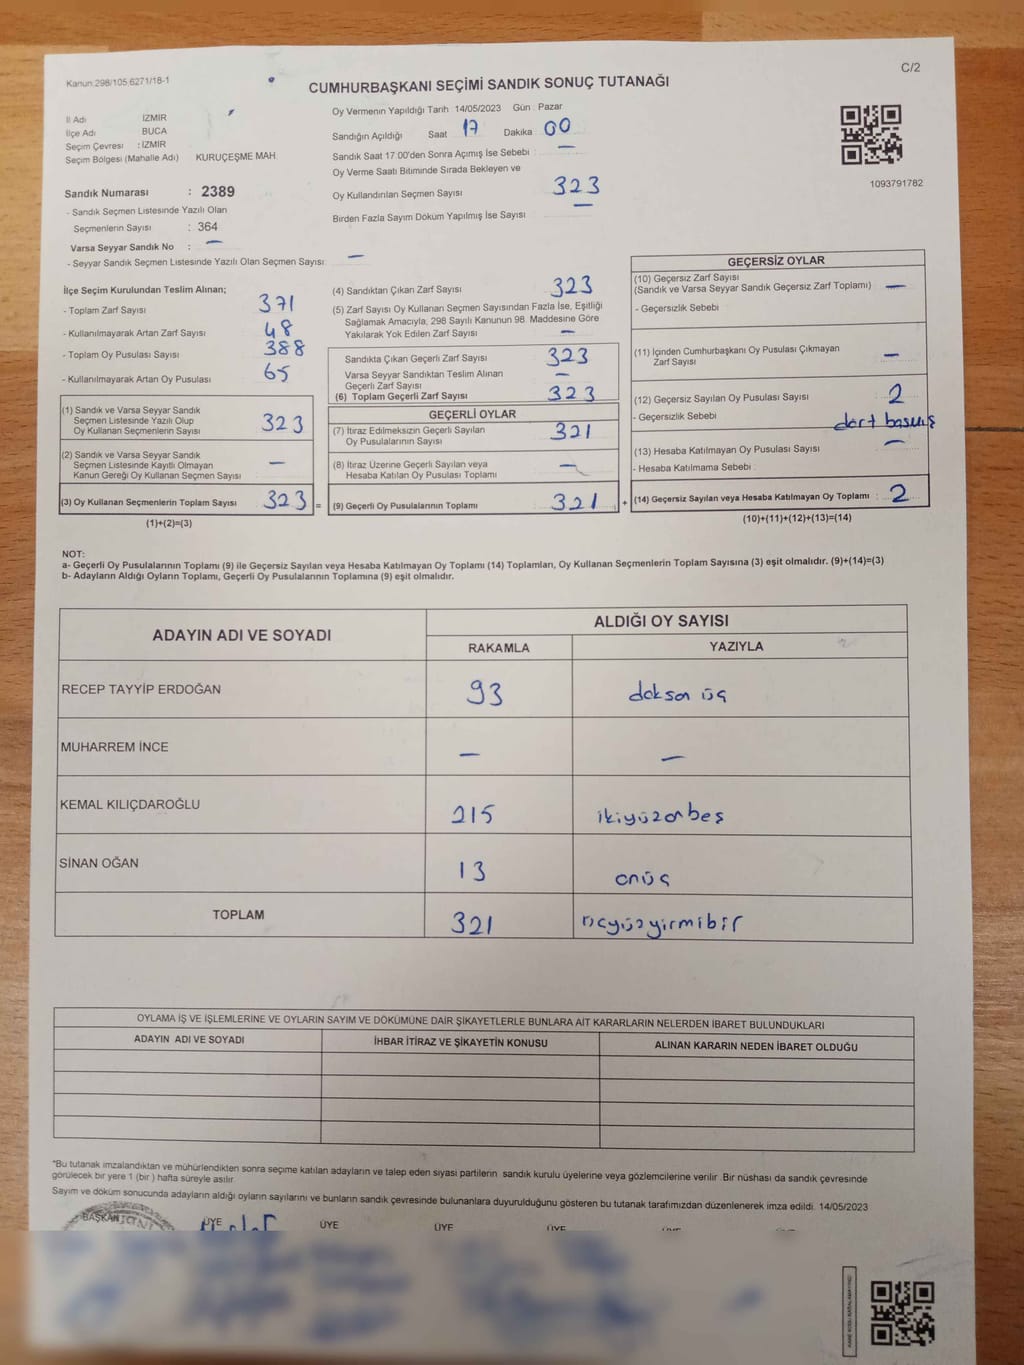 Kanun 298/105,6271/18-1
C/2
CUMHURBAŞKANI SEÇİMİ SANDIK SONUÇ TUTANAĞI
İl Adı İZMİR
İlçe Adı BUCA
Seçim Çevresi : İZMİR
Seçim Bölgesi (Mahalle Adı) KURUÇEŞME MAH
Sandık Numarası : 2389
- Sandık Seçmen Listesinde Yazılı Olan
Seçmenlerin Sayısı : 364
Varsa Seyyar Sandık No : —
- Seyyar Sandık Seçmen Listesinde Yazılı Olan Seçmen Sayısı: —
Oy Vermenin Yapıldığı Tarih 14/05/2023 Gün : Pazar
Sandığın Açıldığı Saat 17 Dakika 00
Sandık Saat 17:00'den Sonra Açımış İse Sebebi : —
Oy Verme Saati Bitiminde Sırada Bekleyen ve
Oy Kullandırılan Seçmen Sayısı 323
Birden Fazla Sayım Döküm Yapılmış İse Sayısı —
1093791782
İlçe Seçim Kurulundan Teslim Alınan;
- Toplam Zarf Sayısı 371
- Kullanılmayarak Artan Zarf Sayısı 48
- Toplam Oy Pusulası Sayısı 388
- Kullanılmayarak Artan Oy Pusulası 65
(1) Sandık ve Varsa Seyyar Sandık
Seçmen Listesinde Yazılı Olup
Oy Kullanan Seçmenlerin Sayısı 323
(2) Sandık ve Varsa Seyyar Sandık
Seçmen Listesinde Kayıtlı Olmayan
Kanun Gereği Oy Kullanan Seçmen Sayısı —
(3) Oy Kullanan Seçmenlerin Toplam Sayısı 323 =
(1)+(2)=(3)
(4) Sandıktan Çıkan Zarf Sayısı 323
(5) Zarf Sayısı Oy Kullanan Seçmen Sayısından Fazla İse, Eşitliği
Sağlamak Amacıyla, 298 Sayılı Kanunun 98. Maddesine Göre
Yakılarak Yok Edilen Zarf Sayısı —
Sandıkta Çıkan Geçerli Zarf Sayısı 323
Varsa Seyyar Sandıktan Teslim Alınan
Geçerli Zarf Sayısı —
(6) Toplam Geçerli Zarf Sayısı 323
GEÇERLİ OYLAR
(7) İtiraz Edilmeksizin Geçerli Sayılan
Oy Pusulalarının Sayısı 321
(8) İtiraz Üzerine Geçerli Sayılan veya
Hesaba Katılan Oy Pusulası Toplamı —
(9) Geçerli Oy Pusulalarının Toplamı 321 +
GEÇERSİZ OYLAR
(10) Geçersiz Zarf Sayısı
(Sandık ve Varsa Seyyar Sandık Geçersiz Zarf Toplamı) —
- Geçersizlik Sebebi
(11) İçinden Cumhurbaşkanı Oy Pusulası Çıkmayan
Zarf Sayısı —
(12) Geçersiz Sayılan Oy Pusulası Sayısı 2
- Geçersizlik Sebebi dört basmış
(13) Hesaba Katılmayan Oy Pusulası Sayısı —
- Hesaba Katılmama Sebebi :
(14) Geçersiz Sayılan veya Hesaba Katılmayan Oy Toplamı : 2
(10)+(11)+(12)+(13)=(14)
NOT:
a- Geçerli Oy Pusulalarının Toplamı (9) ile Geçersiz Sayılan veya Hesaba Katılmayan Oy Toplamı (14) Toplamları, Oy Kullanan Seçmenlerin Toplam Sayısına (3) eşit olmalıdır. (9)+(14)=(3)
b- Adayların Aldığı Oyların Toplamı, Geçerli Oy Pusulalarının Toplamına (9) eşit olmalıdır.
ADAYIN ADI VE SOYADI ALDIĞI OY SAYISI
RAKAMLA YAZIYLA
RECEP TAYYİP ERDOĞAN 93 doksan üç
MUHARREM İNCE — —
KEMAL KILIÇDAROĞLU 215 ikiyüzonbeş
SİNAN OĞAN 13 onüç
TOPLAM 321 üçyüzyirmibir
OYLAMA İŞ VE İŞLEMLERİNE VE OYLARIN SAYIM VE DÖKÜMÜNE DAİR ŞİKAYETLERLE BUNLARA AİT KARARLARIN NELERDEN İBARET BULUNDUKLARI
ADAYIN ADI VE SOYADI İHBAR İTİRAZ VE ŞİKAYETİN KONUSU ALINAN KARARIN NEDEN İBARET OLDUĞU
*Bu tutanak imzalandıktan ve mühürlendikten sonra seçime katılan adayların ve talep eden siyasi partilerin sandık kurulu üyelerine veya gözlemcilerine verilir. Bir nüshası da sandık çevresinde
görülecek bir yere 1 (bir) hafta süreyle asılır.
Sayım ve döküm sonucunda adayların aldığı oyların sayılarını ve bunların sandık çevresinde bulunanlara duyurulduğunu gösteren bu tutanak tarafımızdan düzenlenerek imza edildi. 14/05/2023
BAŞKAN ÜYE ÜYE ÜYE ÜYE